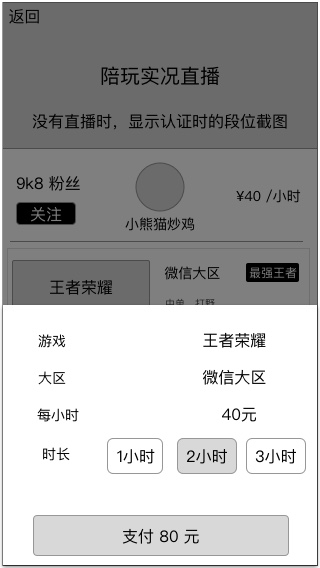 返回
陪玩实况直播
没有直播时，显示认证时的段位截图
9k8 粉丝
关注
小熊猫炒鸡
¥40 /小时
王者荣耀
微信大区
最强王者
中单 打野
游戏 王者荣耀
大区 微信大区
每小时 40元
时长 1小时 2小时 3小时
支付 80 元